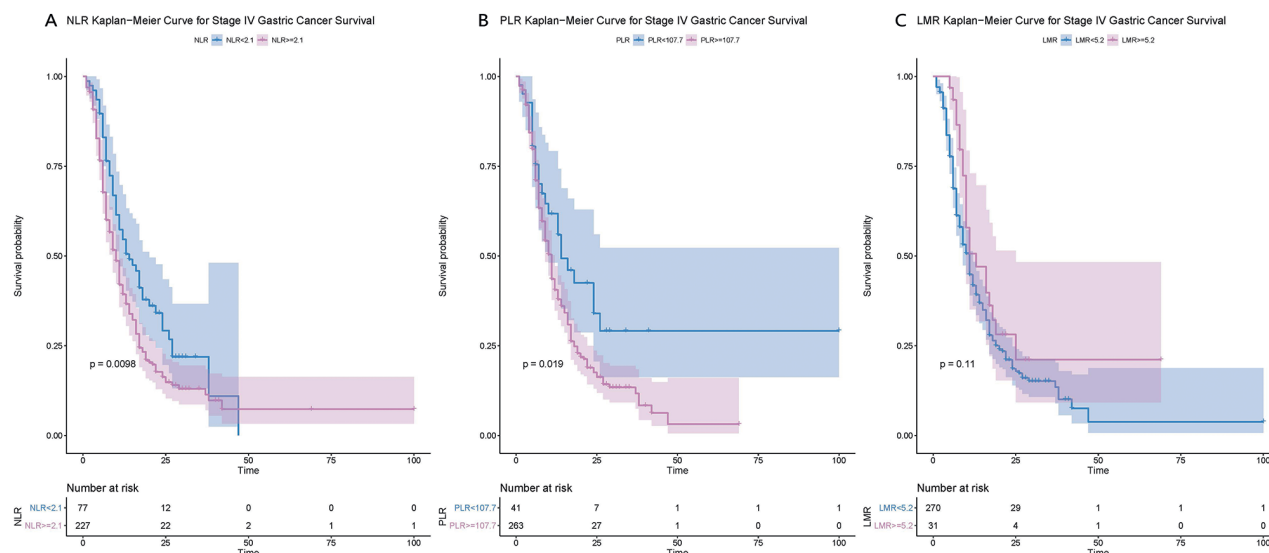 A NLR Kaplan−Meier Curve for Stage IV Gastric Cancer Survival
NLR NLR<2.1 NLR>=2.1
1.00
0.75
0.50
0.25
0.00
Survival probability
p = 0.0098
0 25 50 75 100
Time
Number at risk
NLR
NLR<2.1 77 12 0 0 0
NLR>=2.1 227 22 2 1 1
0 25 50 75 100
Time
B PLR Kaplan−Meier Curve for Stage IV Gastric Cancer Survival
PLR PLR<107.7 PLR>=107.7
1.00
0.75
0.50
0.25
0.00
Survival probability
p = 0.019
0 25 50 75 100
Time
Number at risk
PLR
PLR<107.7 41 7 1 1 1
PLR>=107.7 263 27 1 0 0
0 25 50 75 100
Time
C LMR Kaplan−Meier Curve for Stage IV Gastric Cancer Survival
LMR LMR<5.2 LMR>=5.2
1.00
0.75
0.50
0.25
0.00
Survival probability
p = 0.11
0 25 50 75 100
Time
Number at risk
LMR
LMR<5.2 270 29 1 1 1
LMR>=5.2 31 4 1 0 0
0 25 50 75 100
Time